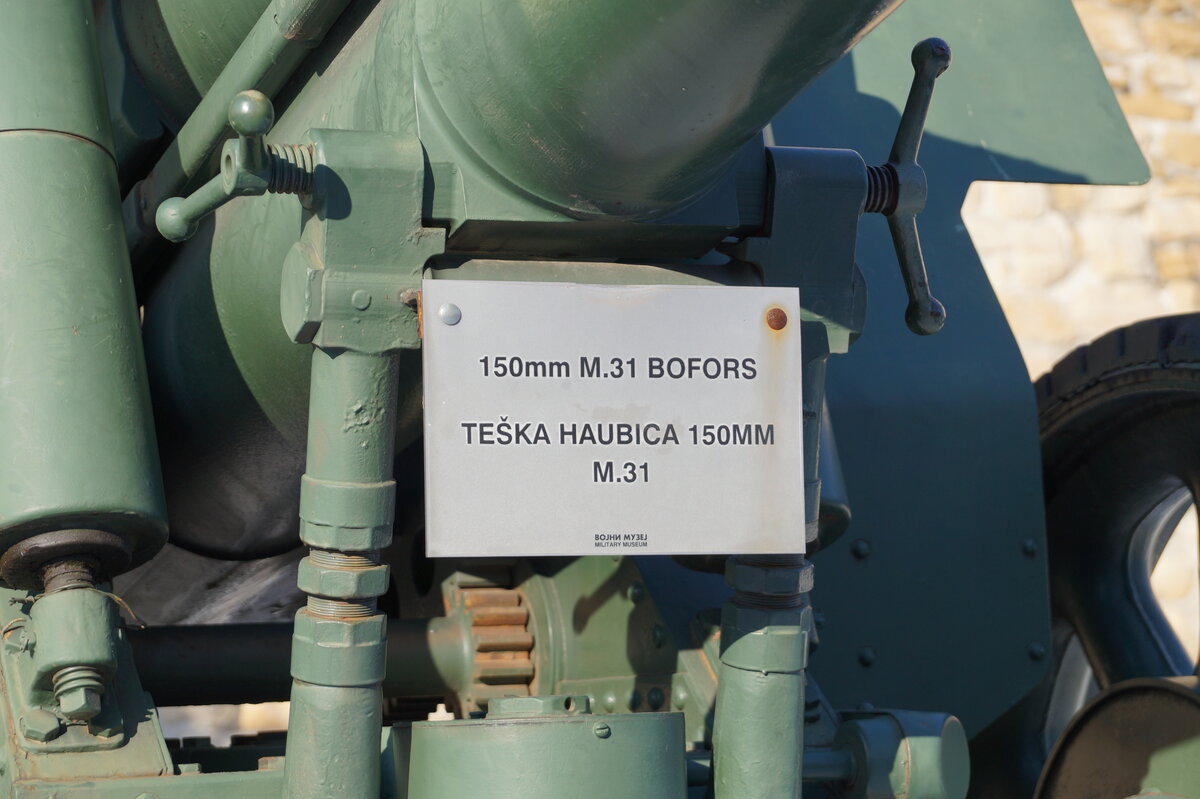 150mm M.31 BOFORS
TEŠKA HAUBICA 150MM
M.31
ВОЈНИ МУЗЕЈ
MILITARY MUSEUM